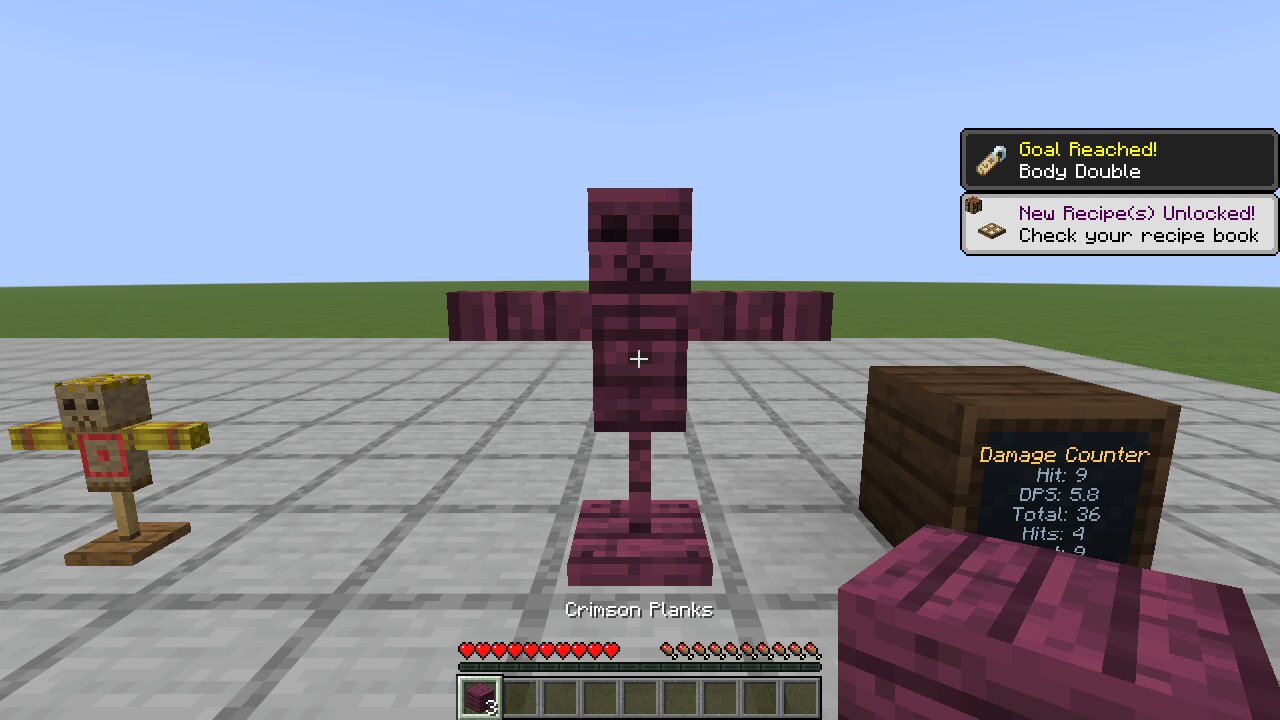 Goal Reached!
Body Double
New Recipe(s) Unlocked!
Check your recipe book
Damage Counter
Hit: 9
DPS: 5.8
Total: 36
Hits: 4
Crimson Planks
3